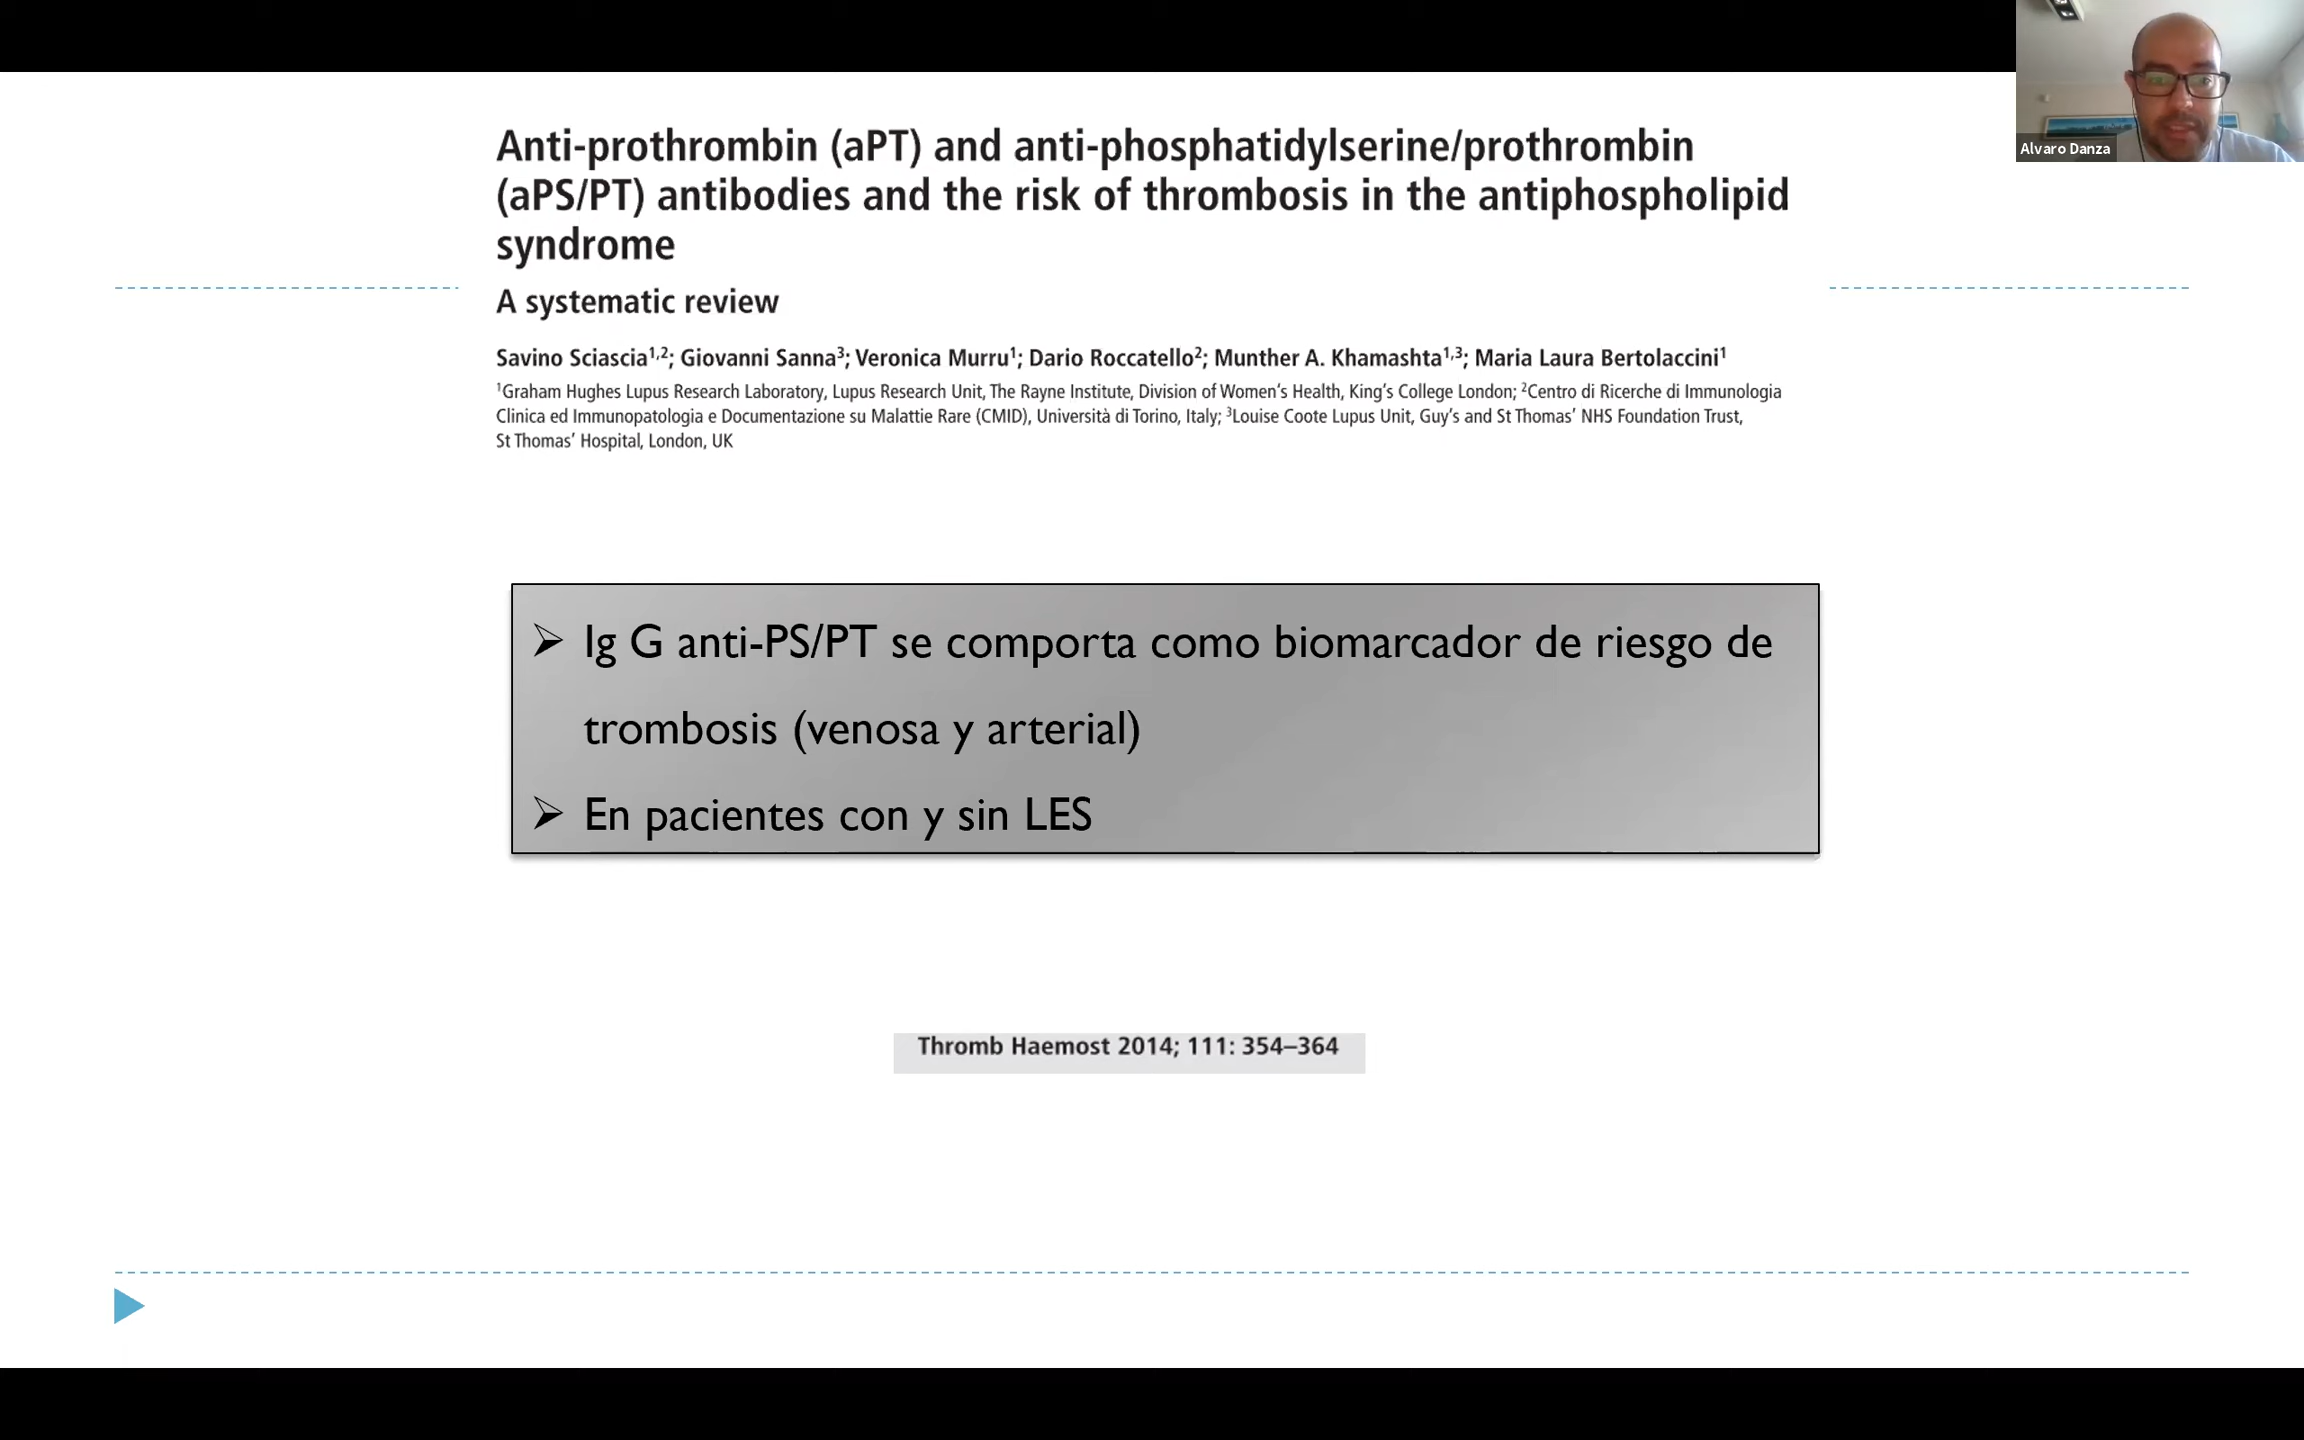 Anti-prothrombin (aPT) and anti-phosphatidylserine/prothrombin
(aPS/PT) antibodies and the risk of thrombosis in the antiphospholipid
syndrome
A systematic review
Savino Sciascia1,2; Giovanni Sanna3; Veronica Murru1; Dario Roccatello2; Munther A. Khamashta1,3; Maria Laura Bertolaccini1
1Graham Hughes Lupus Research Laboratory, Lupus Research Unit, The Rayne Institute, Division of Women‘s Health, King’s College London; 2Centro di Ricerche di Immunologia
Clinica ed Immunopatologia e Documentazione su Malattie Rare (CMID), Università di Torino, Italy; 3Louise Coote Lupus Unit, Guy’s and St Thomas’ NHS Foundation Trust,
St Thomas’ Hospital, London, UK
Alvaro Danza
Ig G anti-PS/PT se comporta como biomarcador de riesgo de
trombosis (venosa y arterial)
En pacientes con y sin LES
Thromb Haemost 2014; 111: 354–364